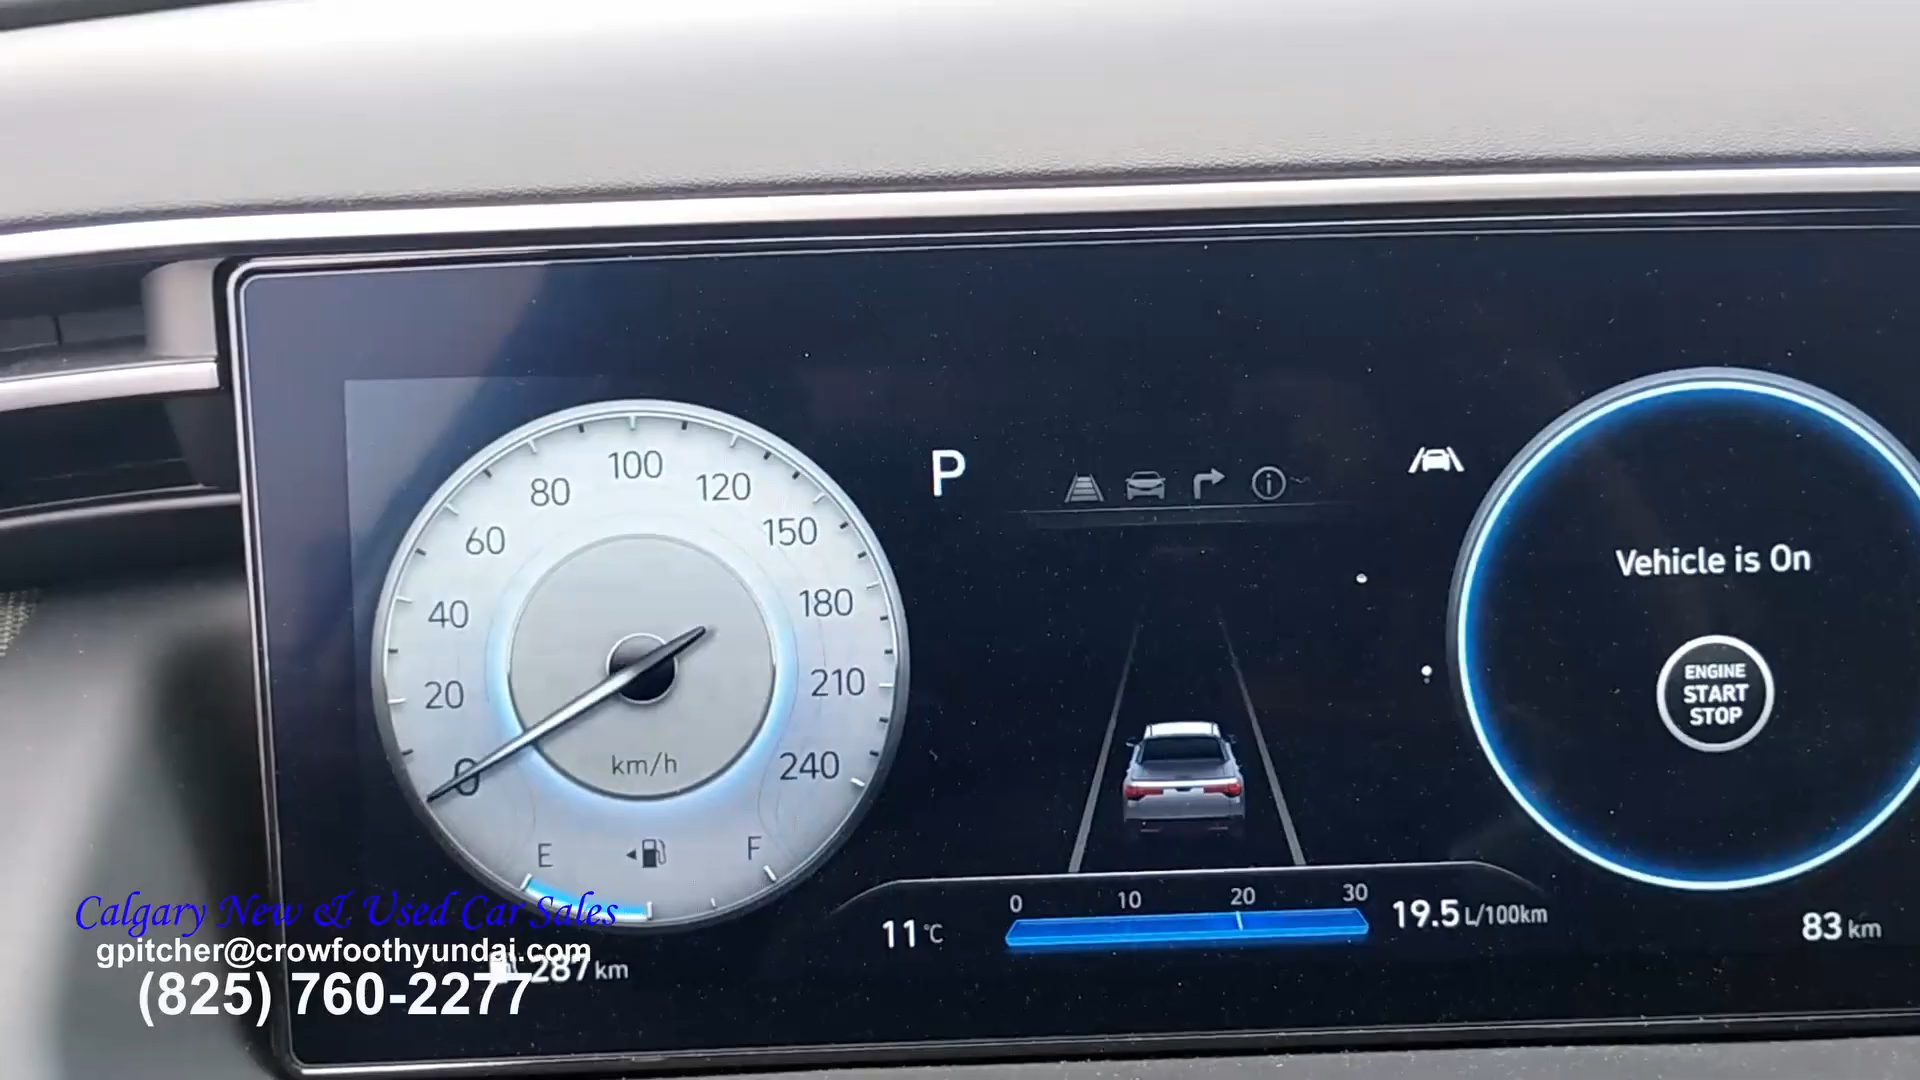 100
80
120
60
150
40
180
20
210
0
240
km/h
E
F
P
Vehicle is On
ENGINE
START
STOP
0 10 20 30
11 °C
19.5 L/100km
83 km
287 km
Calgary New & Used Car Sales
gpitcher@crowfoothyundai.com
(825) 760-2277